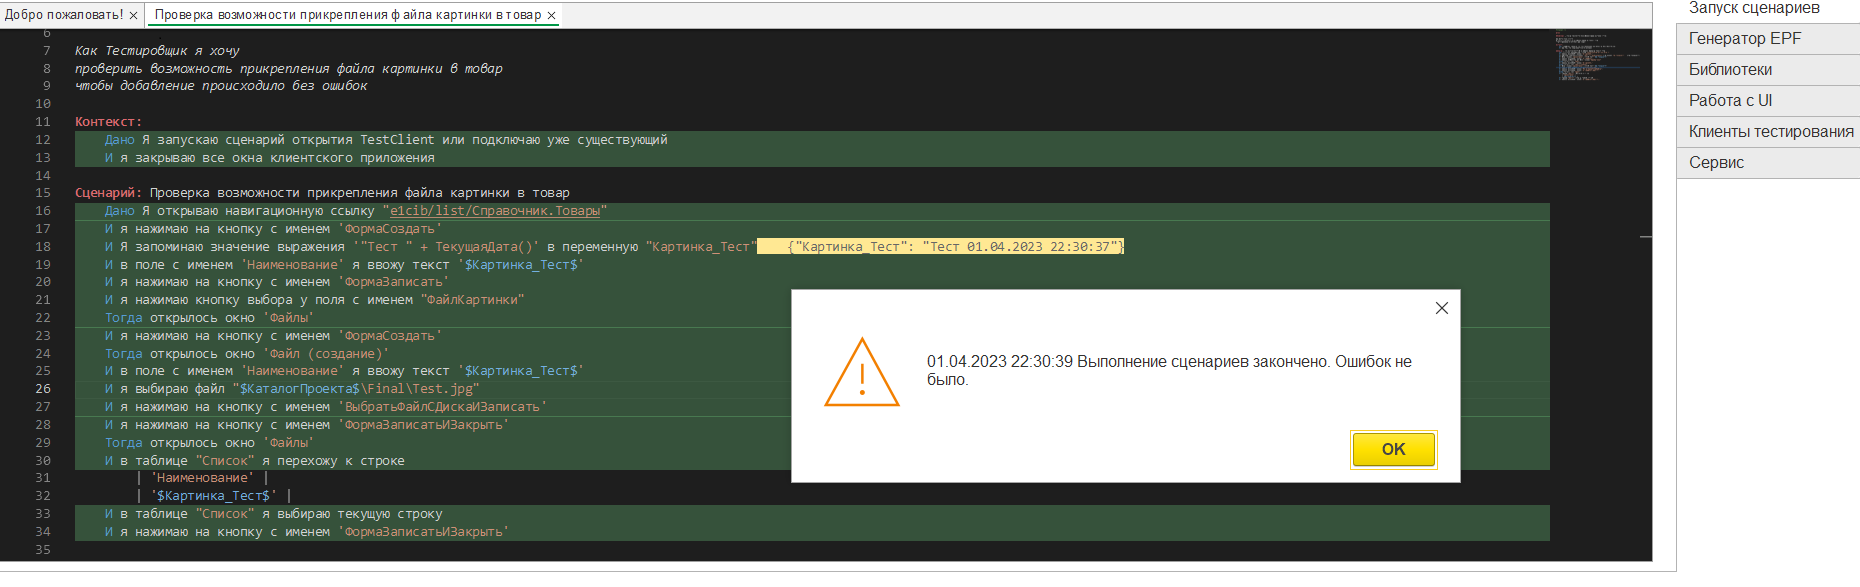 Добро пожаловать! ×
Проверка возможности прикрепления файла картинки в товар ×
6
7 Как Тестировщик я хочу
8 проверить возможность прикрепления файла картинки в товар
9 чтобы добавление происходило без ошибок
10
11 Контекст:
12 Дано Я запускаю сценарий открытия TestClient или подключаю уже существующий
13 И я закрываю все окна клиентского приложения
14
15 Сценарий: Проверка возможности прикрепления файла картинки в товар
16 Дано Я открываю навигационную ссылку "e1cib/list/Справочник.Товары"
17 И я нажимаю на кнопку с именем 'ФормаСоздать'
18 И Я запоминаю значение выражения '"Тест " + ТекущаяДата()' в переменную "Картинка_Тест" {"Картинка_Тест": "Тест 01.04.2023 22:30:37"}
19 И в поле с именем 'Наименование' я ввожу текст '$Картинка_Тест$'
20 И я нажимаю на кнопку с именем 'ФормаЗаписать'
21 И я нажимаю кнопку выбора у поля с именем "ФайлКартинки"
22 Тогда открылось окно 'Файлы'
23 И я нажимаю на кнопку с именем 'ФормаСоздать'
24 Тогда открылось окно 'Файл (создание)'
25 И в поле с именем 'Наименование' я ввожу текст '$Картинка_Тест$'
26 И я выбираю файл "$КаталогПроекта$\Final\Test.jpg"
27 И я нажимаю на кнопку с именем 'ВыбратьФайлСДискаИЗаписать'
28 И я нажимаю на кнопку с именем 'ФормаЗаписатьИЗакрыть'
29 Тогда открылось окно 'Файлы'
30 И в таблице "Список" я перехожу к строке
31 | 'Наименование' |
32 | '$Картинка_Тест$' |
33 И в таблице "Список" я выбираю текущую строку
34 И я нажимаю на кнопку с именем 'ФормаЗаписатьИЗакрыть'
35
01.04.2023 22:30:39 Выполнение сценариев закончено. Ошибок не
было.
OK
Запуск сценариев
Генератор EPF
Библиотеки
Работа с UI
Клиенты тестирования
Сервис